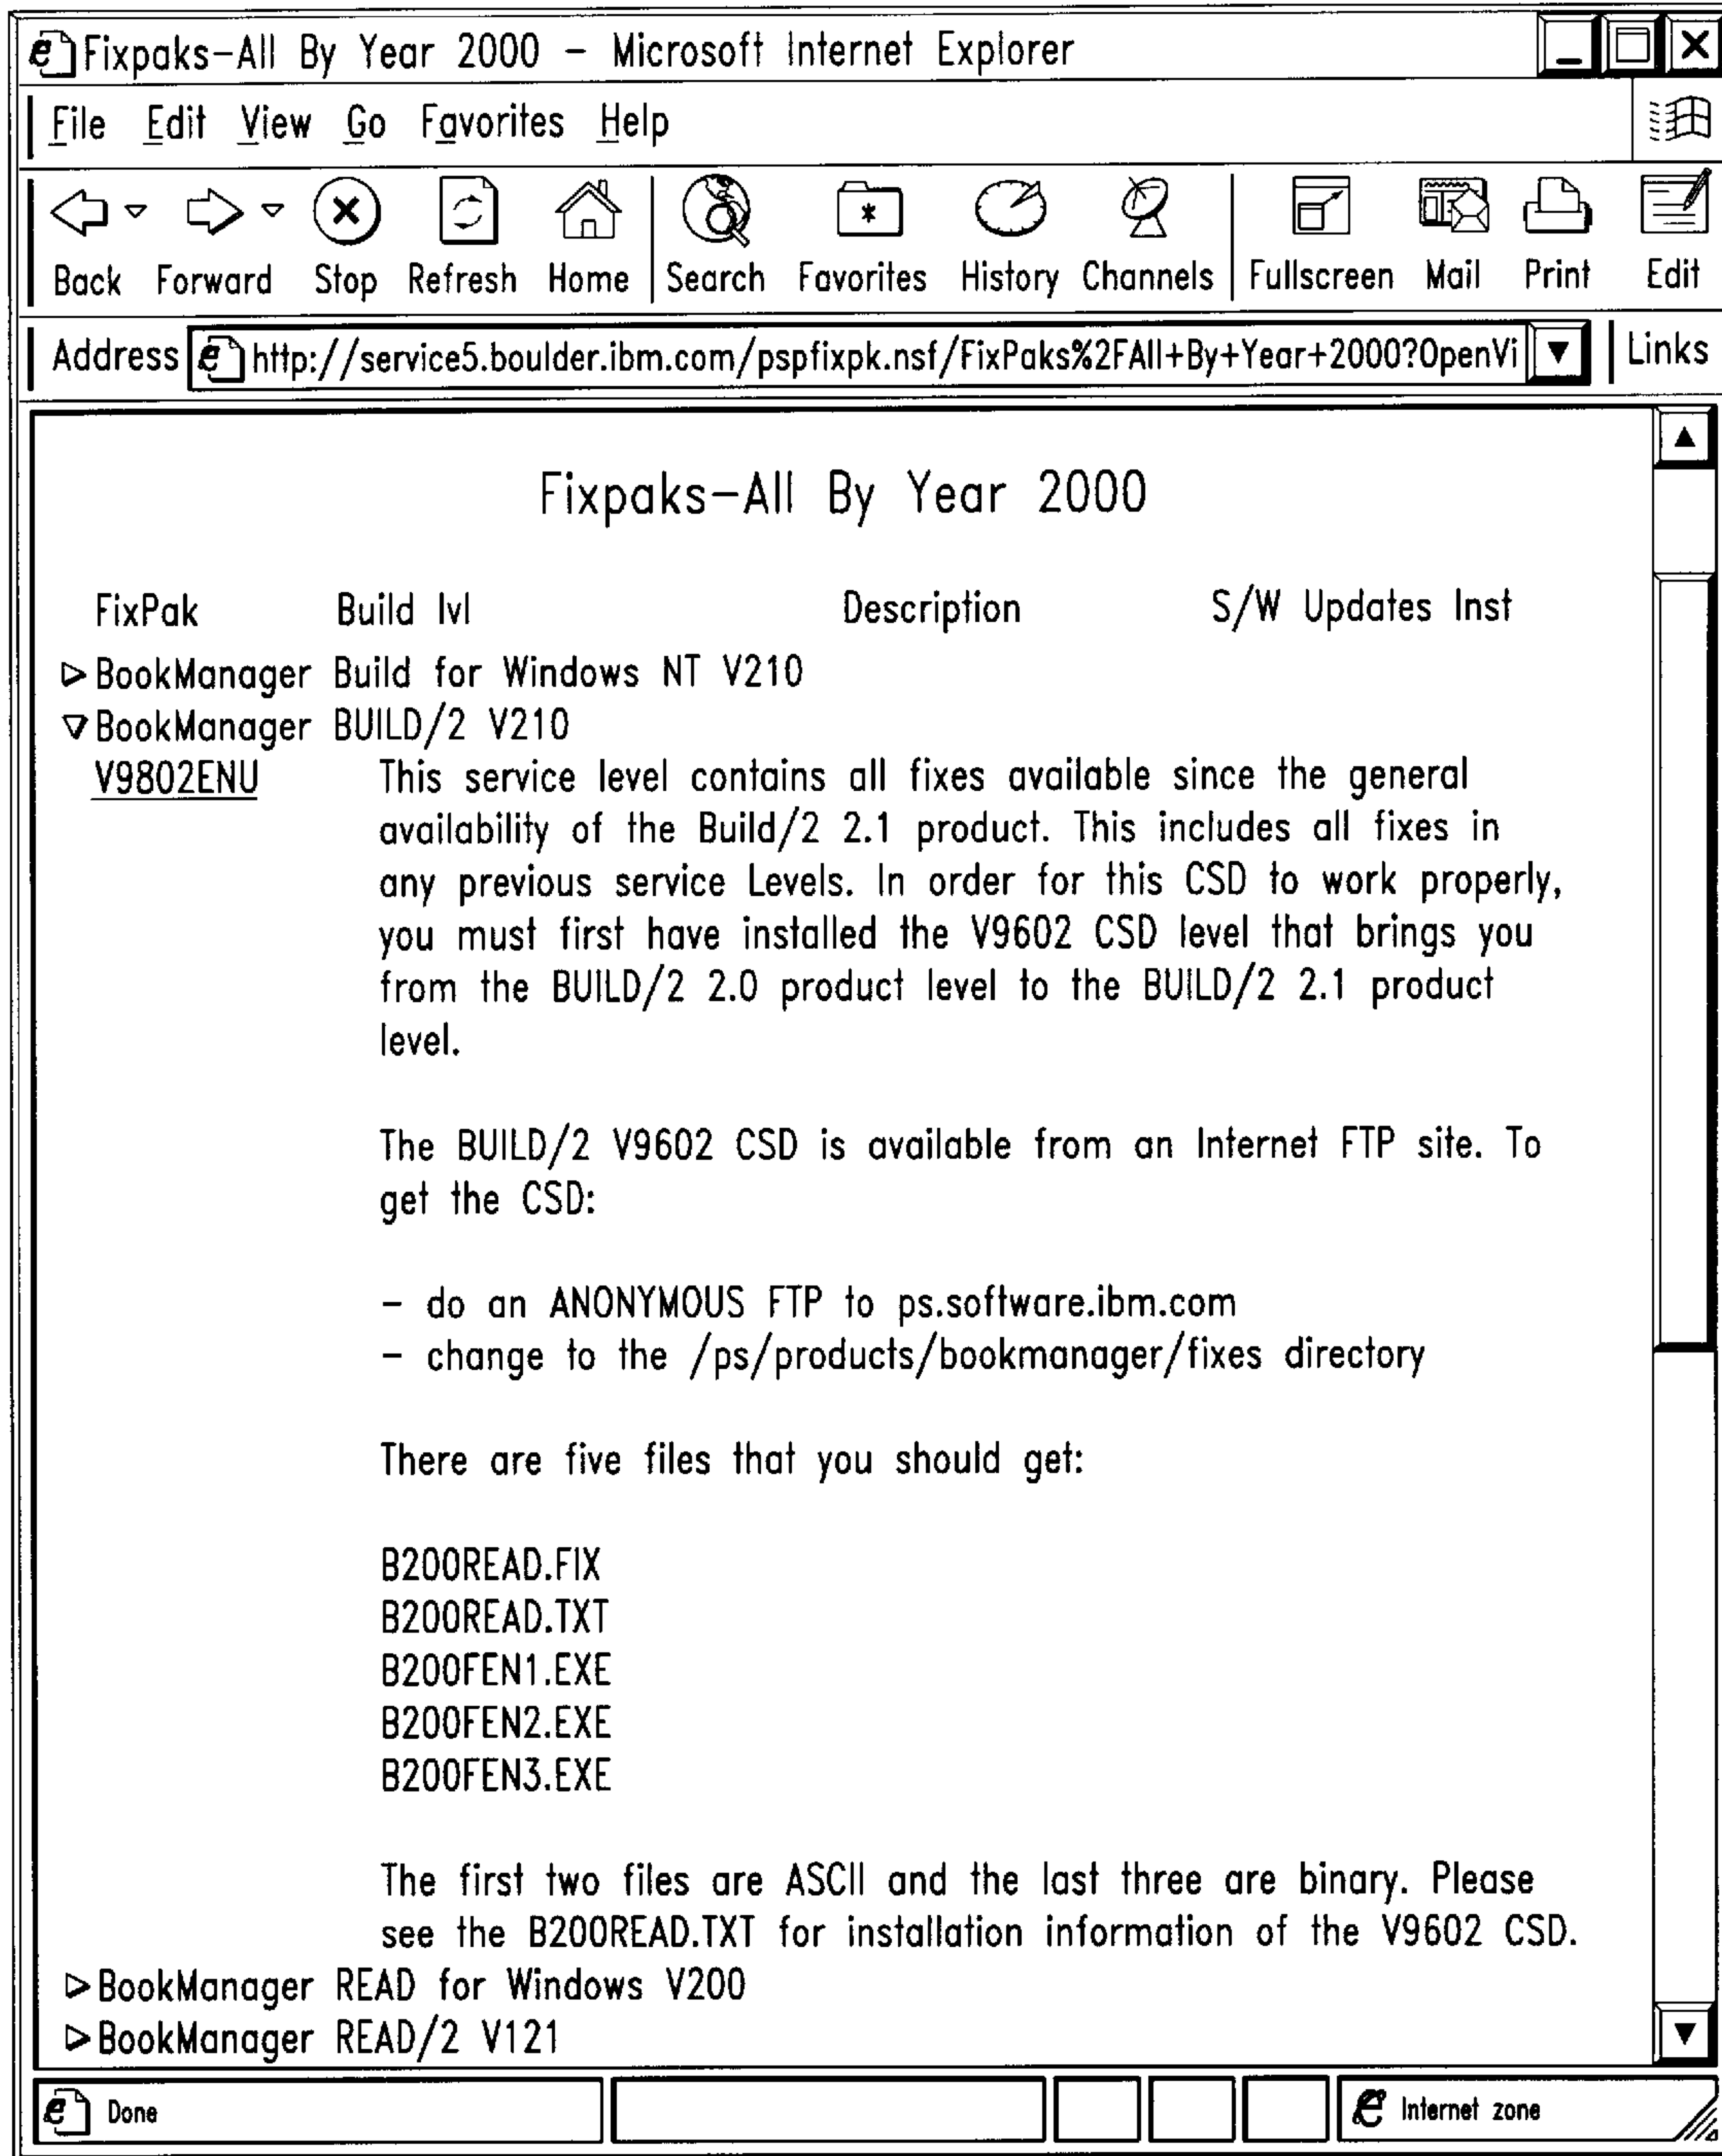 Fixpaks-All By Year 2000 - Microsoft Internet Explorer
File Edit View Go Favorites Help
Back Forward Stop Refresh Home Search Favorites History Channels Fullscreen Mail Print Edit
Address http://service5.boulder.ibm.com/pspfixpk.nsf/FixPaks%2FAll+By+Year+2000?OpenVi Links
Fixpaks-All By Year 2000
FixPak Build lvl Description S/W Updates Inst
BookManager Build for Windows NT V210
BookManager BUILD/2 V210
V9802ENU This service level contains all fixes available since the general
availability of the Build/2 2.1 product. This includes all fixes in
any previous service Levels. In order for this CSD to work properly,
you must first have installed the V9602 CSD level that brings you
from the BUILD/2 2.0 product level to the BUILD/2 2.1 product
level.
The BUILD/2 V9602 CSD is available from an Internet FTP site. To
get the CSD:
- do an ANONYMOUS FTP to ps.software.ibm.com
- change to the /ps/products/bookmanager/fixes directory
There are five files that you should get:
B200READ.FIX
B200READ.TXT
B200FEN1.EXE
B200FEN2.EXE
B200FEN3.EXE
The first two files are ASCII and the last three are binary. Please
see the B200READ.TXT for installation information of the V9602 CSD.
BookManager READ for Windows V200
BookManager READ/2 V121
Done Internet zone